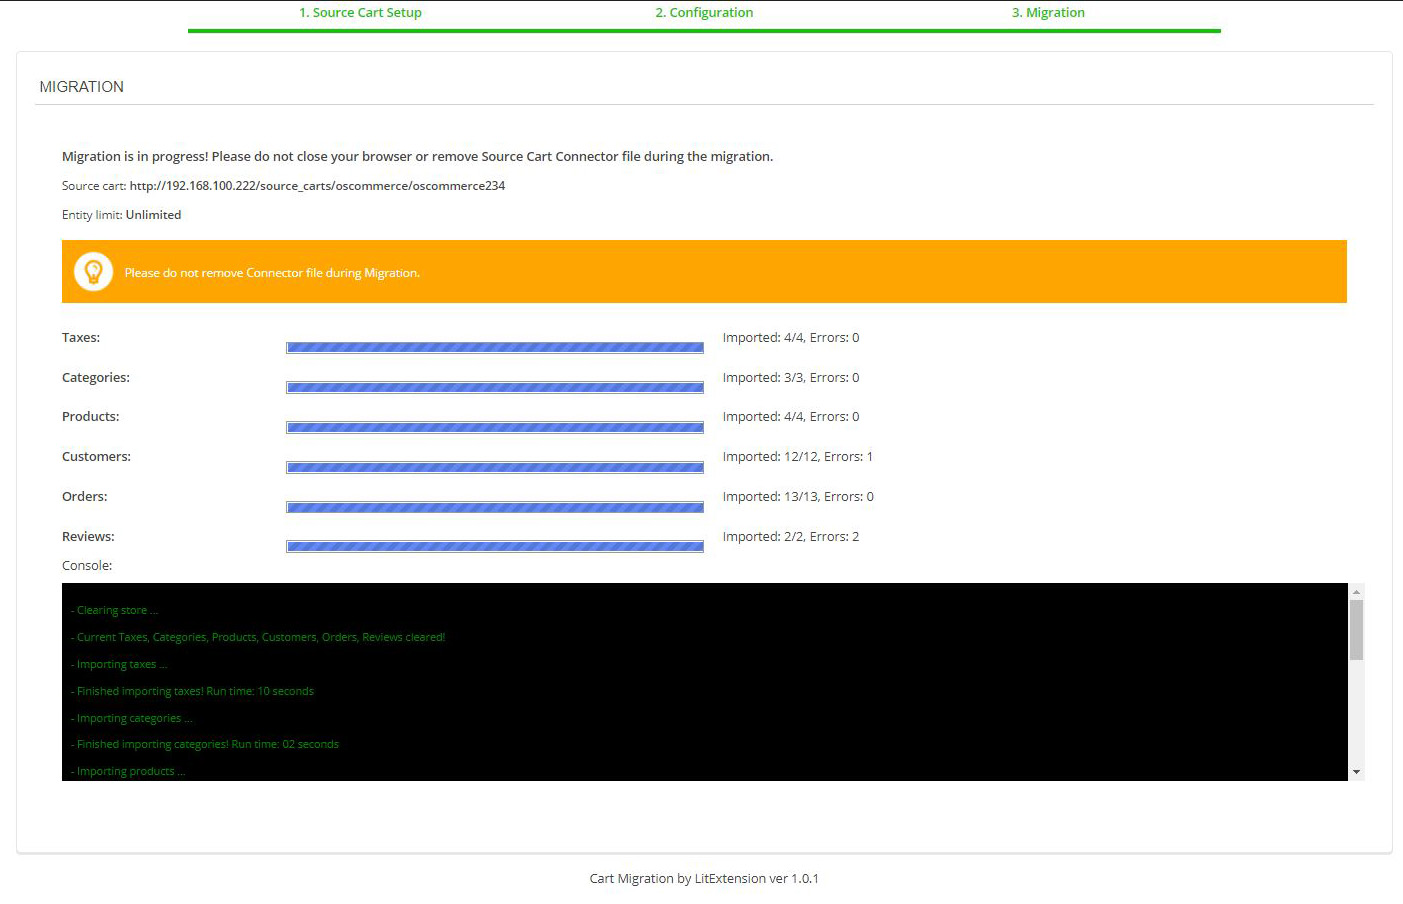 1. Source Cart Setup 2. Configuration 3. Migration
MIGRATION
Migration is in progress! Please do not close your browser or remove Source Cart Connector file during the migration.
Source cart: http://192.168.100.222/source_carts/oscommerce/oscommerce234
Entity limit: Unlimited
Please do not remove Connector file during Migration.
Taxes: Imported: 4/4, Errors: 0
Categories: Imported: 3/3, Errors: 0
Products: Imported: 4/4, Errors: 0
Customers: Imported: 12/12, Errors: 1
Orders: Imported: 13/13, Errors: 0
Reviews: Imported: 2/2, Errors: 2
Console:
- Clearing store ...
- Current Taxes, Categories, Products, Customers, Orders, Reviews cleared!
- Importing taxes ...
- Finished importing taxes! Run time: 10 seconds
- Importing categories ...
- Finished importing categories! Run time: 02 seconds
- Importing products ...
Cart Migration by LitExtension ver 1.0.1